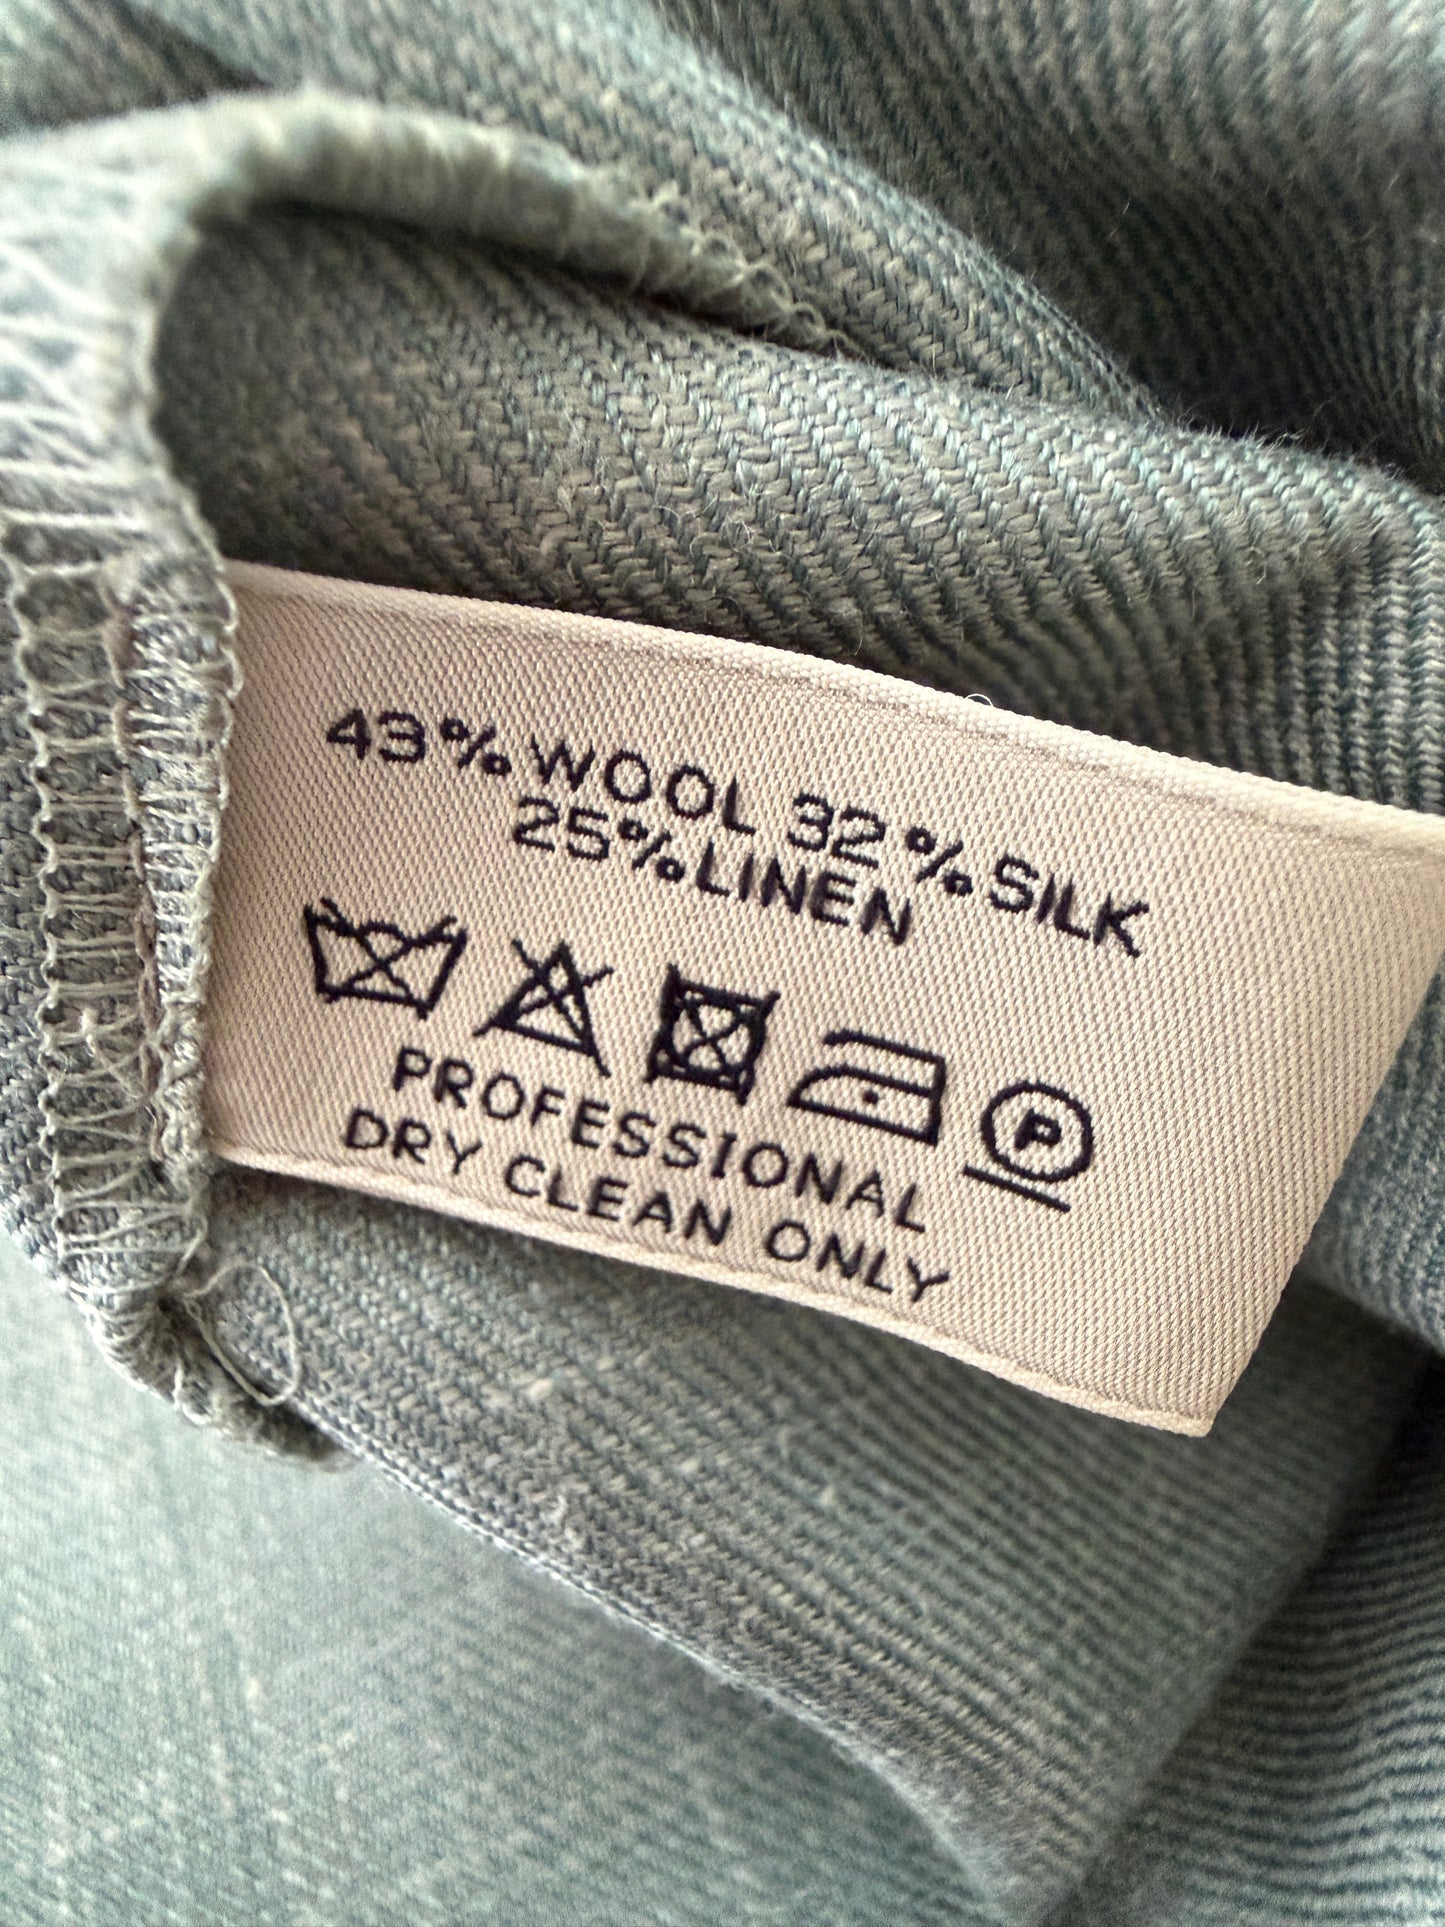 43% WOOL 32% SILK
25% LINEN
P
PROFESSIONAL
DRY CLEAN ONLY